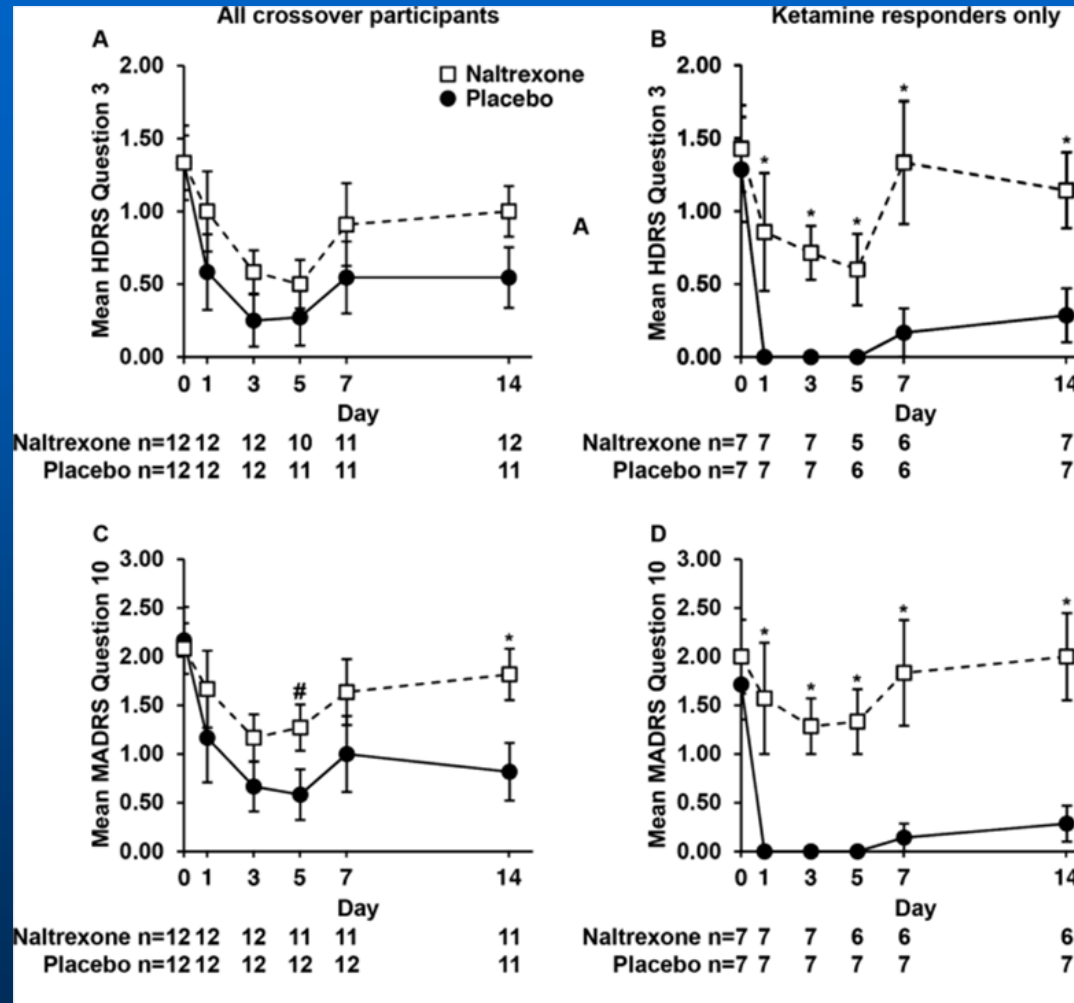 All crossover participants
A
Mean HDRS Question 3
2.00
1.50
1.00
0.50
0.00
Naltrexone
Placebo
0 1 3 5 7 14
Day
Naltrexone n=12 12 12 10 11 12
Placebo n=12 12 12 11 11 11
Ketamine responders only
B
Mean HDRS Question 3
2.00
1.50
1.00
0.50
0.00
* * * * * *
A
0 1 3 5 7 14
Day
Naltrexone n=7 7 7 5 6 7
Placebo n=7 7 7 6 6 7
C
Mean MADRS Question 10
3.00
2.50
2.00
1.50
1.00
0.50
0.00
# *
0 1 3 5 7 14
Day
Naltrexone n=12 12 12 11 11 11
Placebo n=12 12 12 12 12 11
D
Mean MADRS Question 10
3.00
2.50
2.00
1.50
1.00
0.50
0.00
* * * * *
0 1 3 5 7 14
Day
Naltrexone n=7 7 7 6 6 6
Placebo n=7 7 7 7 7 7